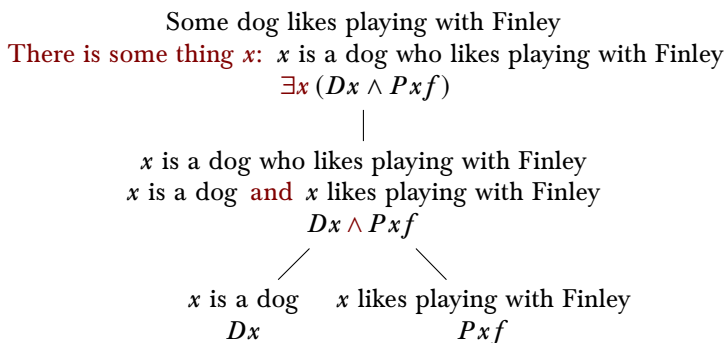 Some dog likes playing with Finley
There is some thing x: x is a dog who likes playing with Finley
∃x (Dx ∧ Pxf)
x is a dog who likes playing with Finley
x is a dog and x likes playing with Finley
Dx ∧ Pxf
x is a dog x likes playing with Finley
Dx Pxf